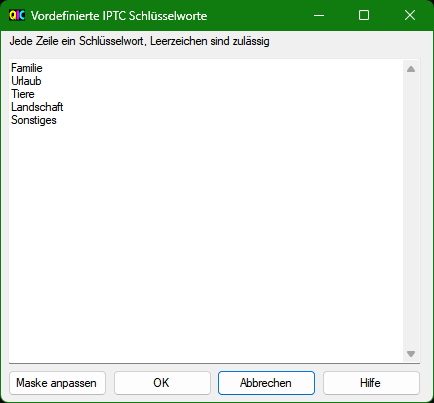 QIC Vordefinierte IPTC Schlüsselworte
Jede Zeile ein Schlüsselwort, Leerzeichen sind zulässig
Familie
Urlaub
Tiere
Landschaft
Sonstiges
Maske anpassen OK Abbrechen Hilfe